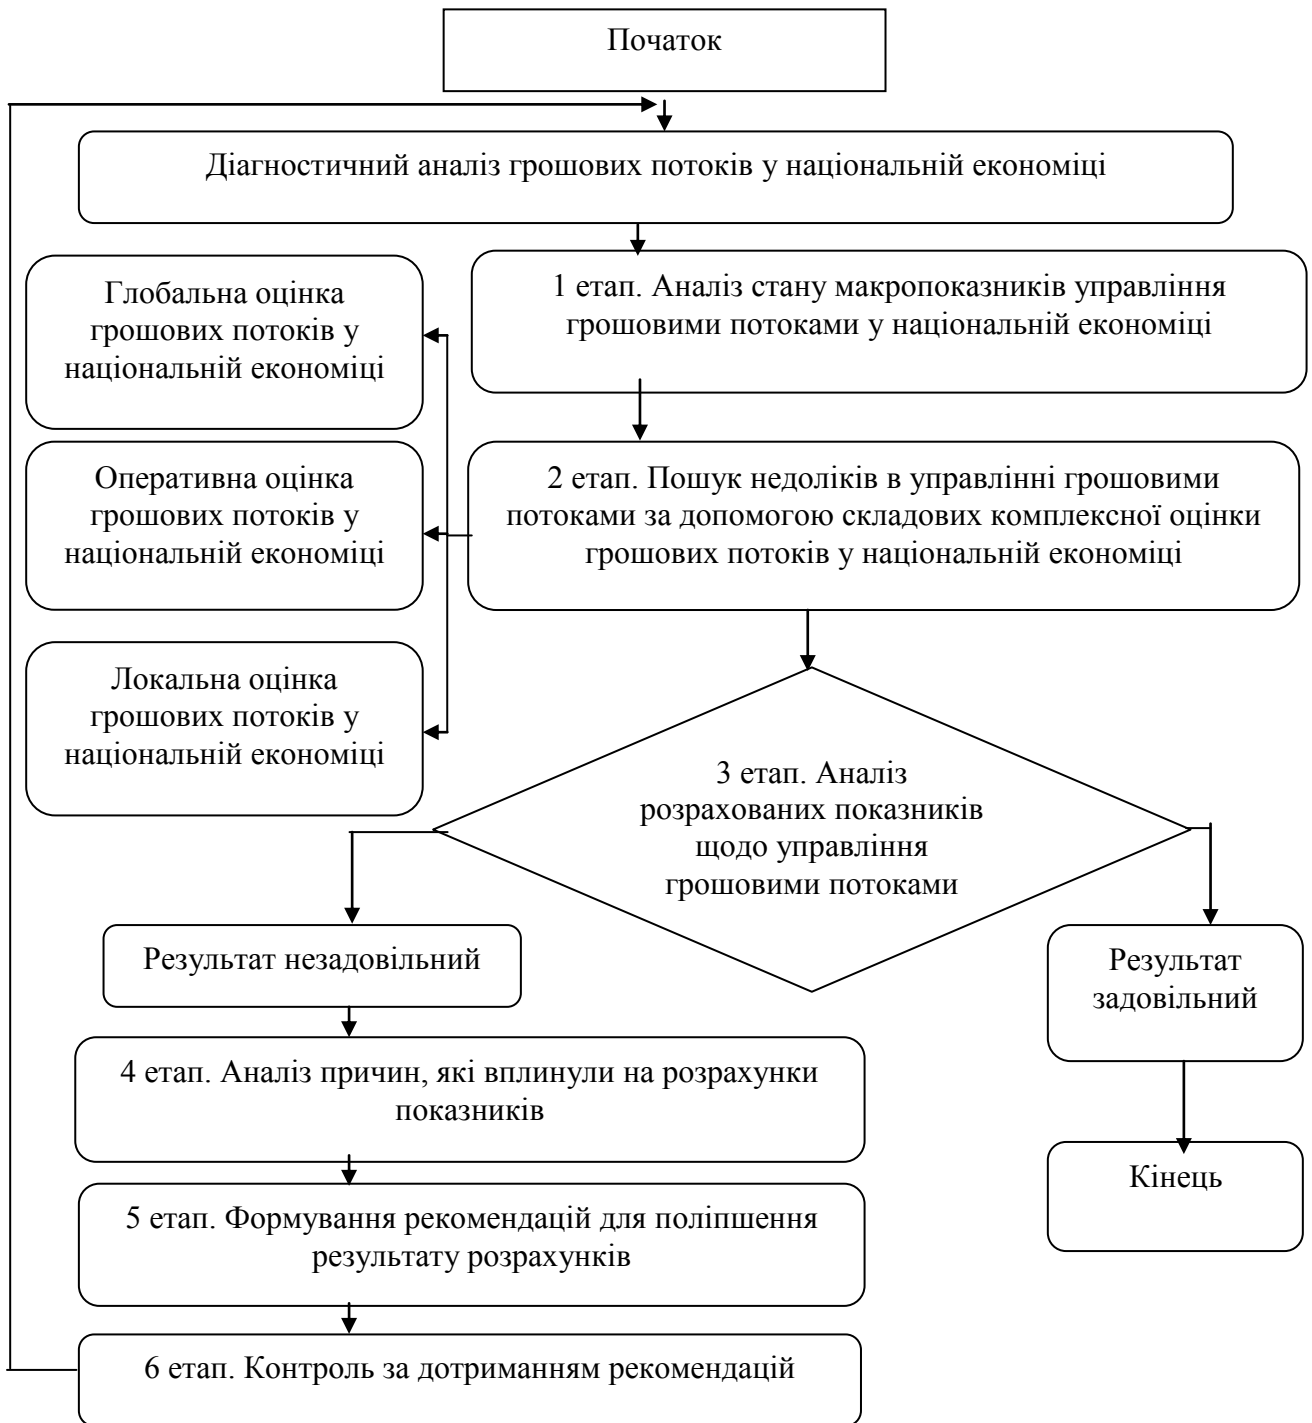 Початок
Діагностичний аналіз грошових потоків у національній економіці
1 етап. Аналіз стану макропоказників управління
грошовими потоками у національній економіці
Глобальна оцінка
грошових потоків у
національній економіці
2 етап. Пошук недоліків в управлінні грошовими
потоками за допомогою складових комплексної оцінки
грошових потоків у національній економіці
Оперативна оцінка
грошових потоків у
національній економіці
Локальна оцінка
грошових потоків у
національній економіці
3 етап. Аналіз
розрахованих показників
щодо управління
грошовими потоками
Результат незадовільний
Результат
задовільний
4 етап. Аналіз причин, які вплинули на розрахунки
показників
Кінець
5 етап. Формування рекомендацій для поліпшення
результату розрахунків
6 етап. Контроль за дотриманням рекомендацій